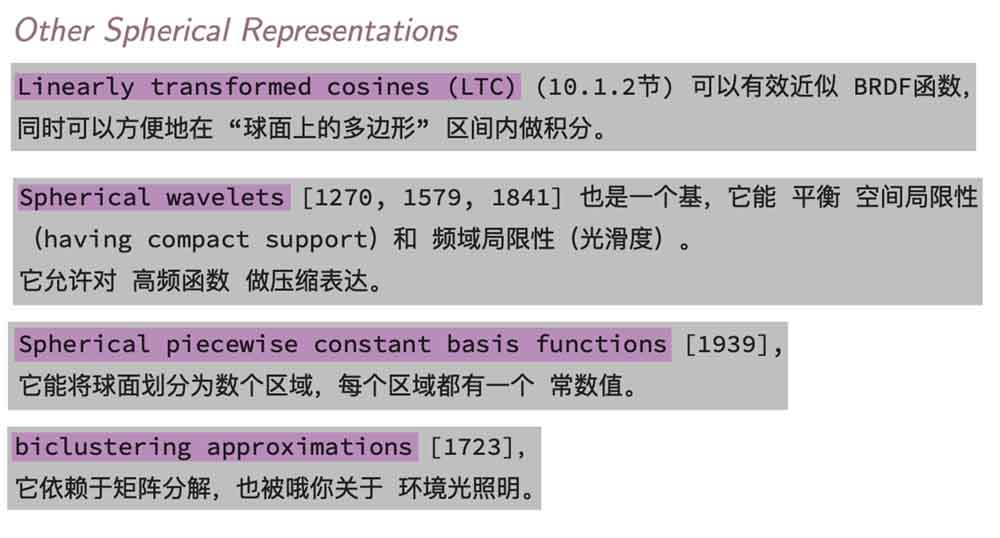 Other Spherical Representations
Linearly transformed cosines (LTC) (10.1.2节) 可以有效近似 BRDF函数,
同时可以方便地在 “球面上的多边形” 区间内做积分。
Spherical wavelets [1270, 1579, 1841] 也是一个基, 它能 平衡 空间局限性
（having compact support）和 频域局限性（光滑度）。
它允许对 高频函数 做压缩表达。
Spherical piecewise constant basis functions [1939],
它能将球面划分为数个区域, 每个区域都有一个 常数值。
biclustering approximations [1723],
它依赖于矩阵分解, 也被哦你关于 环境光照明。